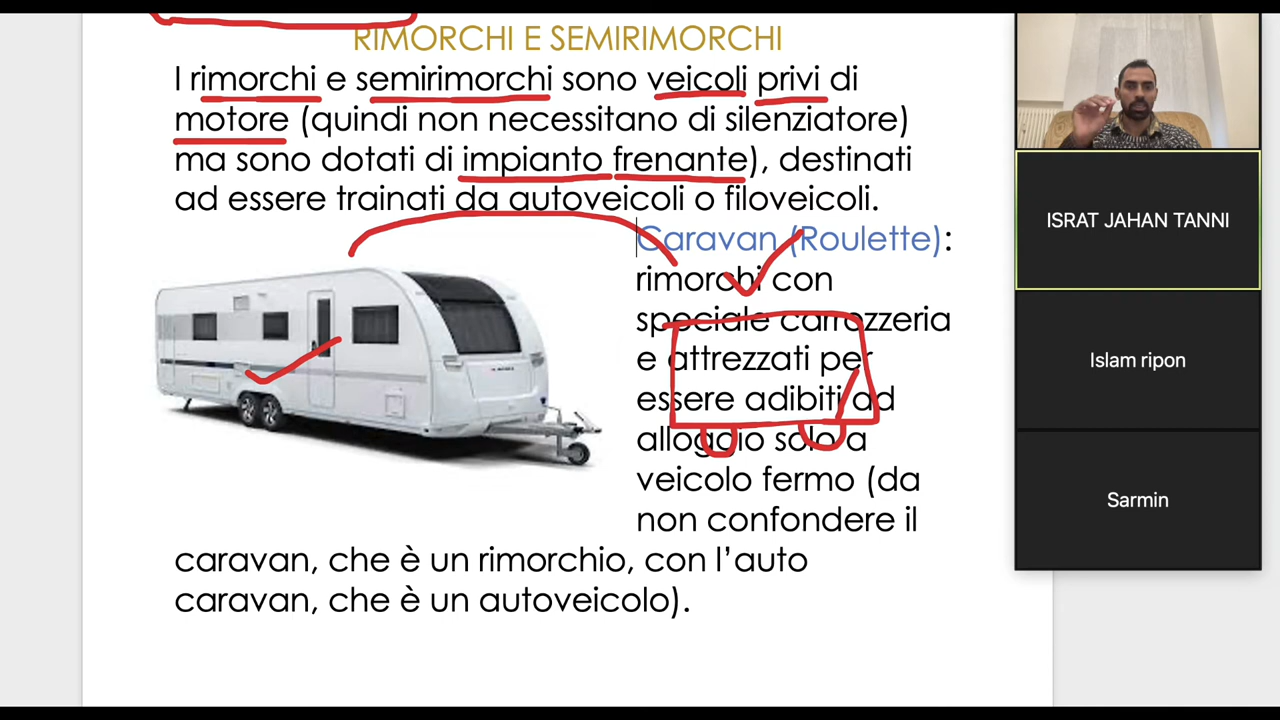 RIMORCHI E SEMIRIMORCHI
I rimorchi e semirimorchi sono veicoli privi di
motore (quindi non necessitano di silenziatore)
ma sono dotati di impianto frenante), destinati
ad essere trainati da autoveicoli o filoveicoli.
Caravan (Roulette):
rimorchi con
speciale carrozzeria
e attrezzati per
essere adibiti ad
alloggio solo a
veicolo fermo (da
non confondere il
caravan, che è un rimorchio, con l’auto
caravan, che è un autoveicolo).
ISRAT JAHAN TANNI
Islam ripon
Sarmin